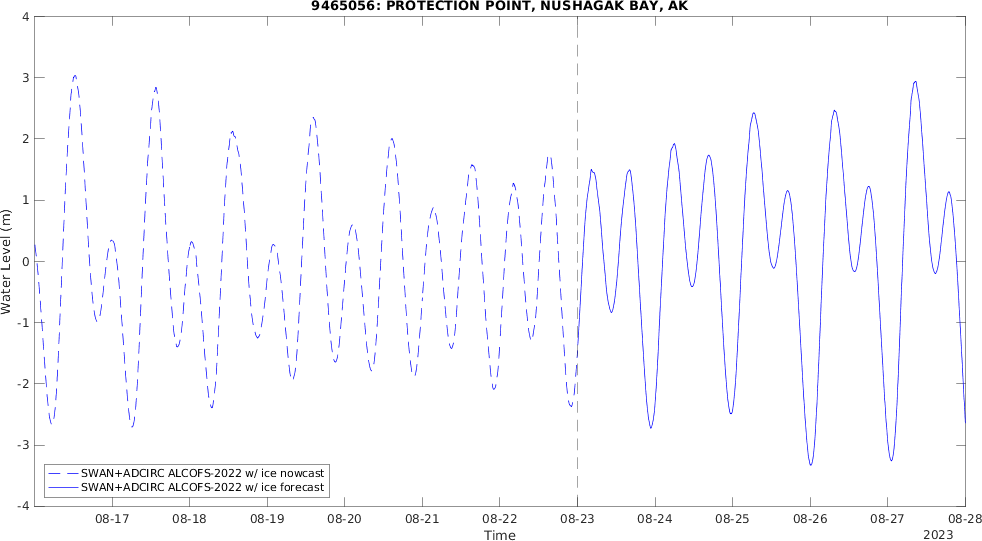 9465056: PROTECTION POINT, NUSHAGAK BAY, AK
Water Level (m)
4
3
2
1
0
-1
-2
-3
-4
SWAN+ADCIRC ALCOFS-2022 w/ ice nowcast
SWAN+ADCIRC ALCOFS-2022 w/ ice forecast
08-17 08-18 08-19 08-20 08-21 08-22 08-23 08-24 08-25 08-26 08-27 08-28
Time
2023